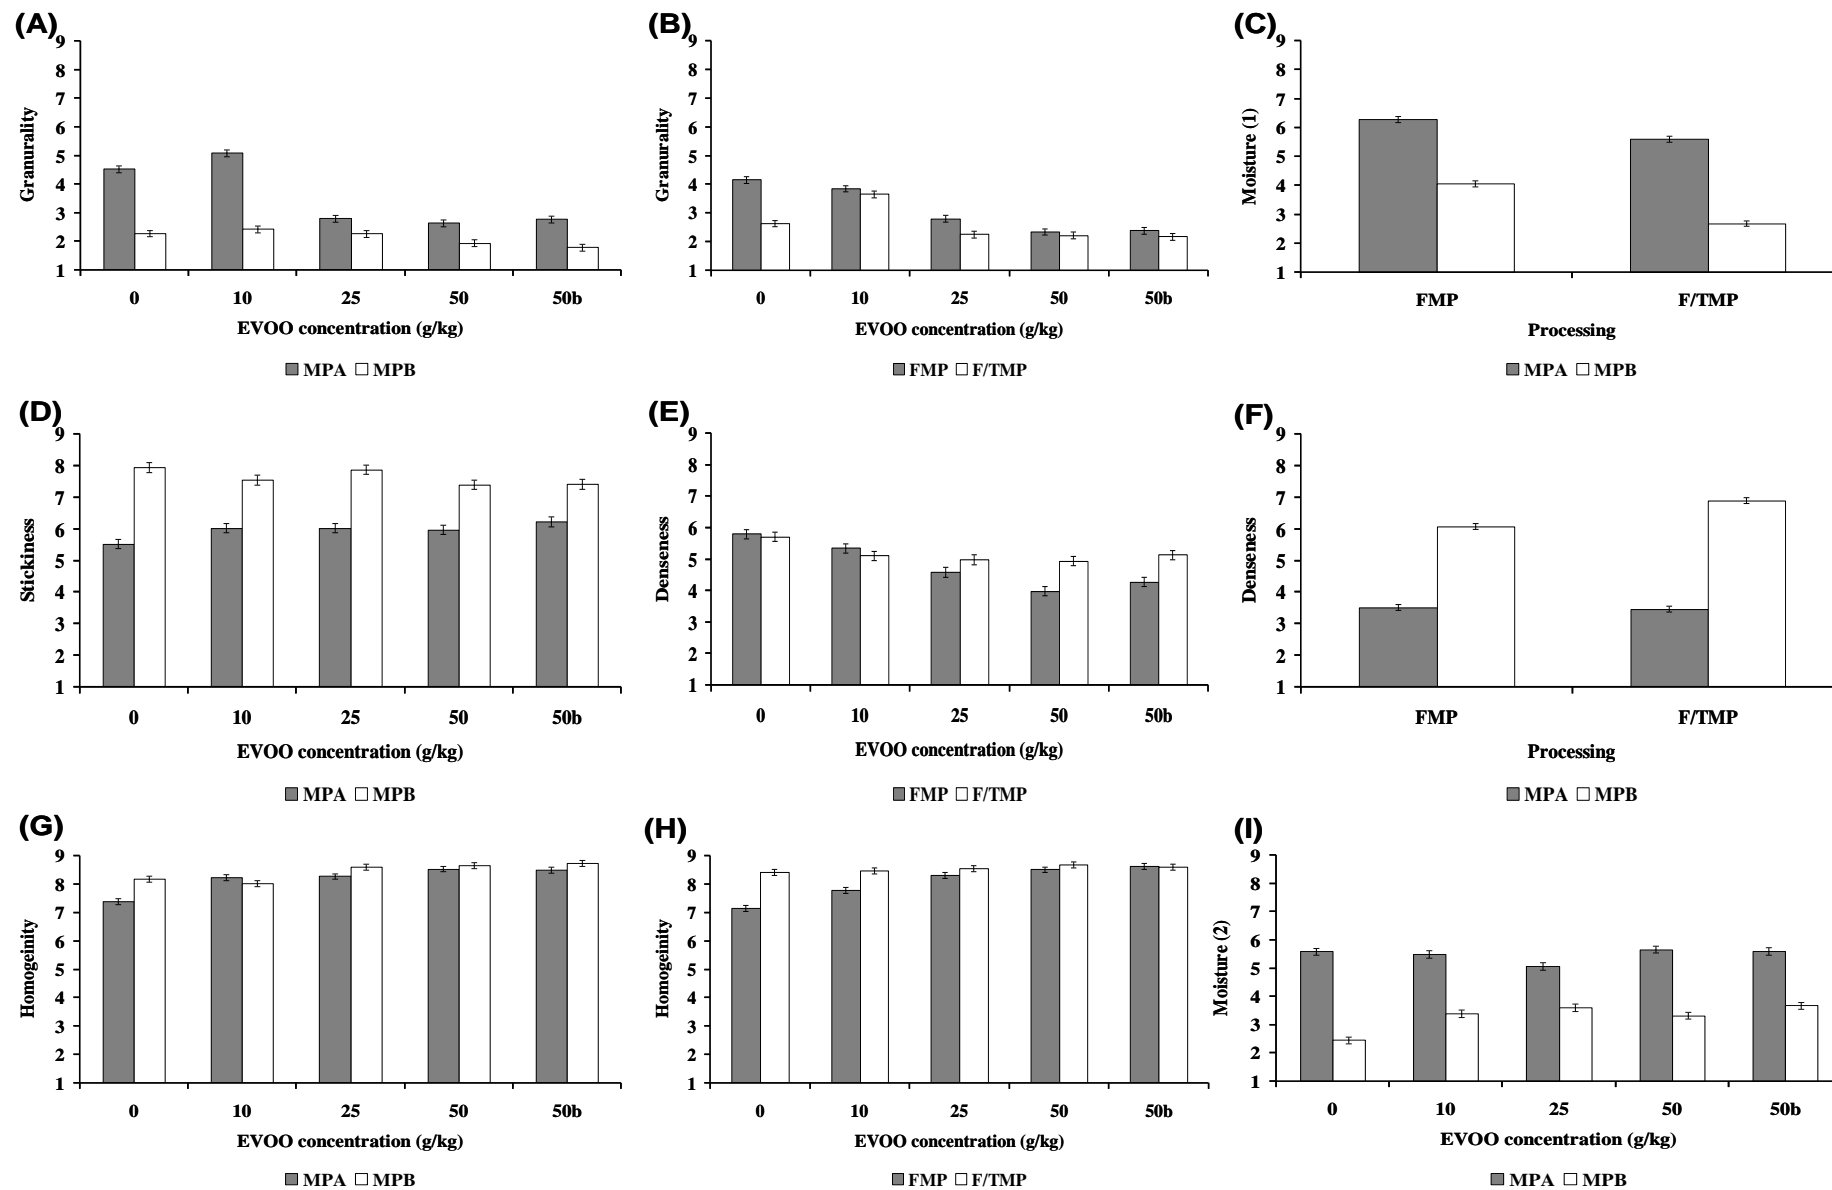 (A)
9
8
7
6
5
4
3
2
1
Granurality
0 10 25 50 50b
EVOO concentration (g/kg)
MPA MPB
(B)
9
8
7
6
5
4
3
2
1
Granurality
0 10 25 50 50b
EVOO concentration (g/kg)
FMP F/TMP
(C)
9
8
7
6
5
4
3
2
1
Moisture (1)
FMP F/TMP
Processing
MPA MPB
(D)
9
8
7
6
5
4
3
2
1
Stickiness
0 10 25 50 50b
EVOO concentration (g/kg)
MPA MPB
(E)
9
8
7
6
5
4
3
2
1
Denseness
0 10 25 50 50b
EVOO concentration (g/kg)
FMP F/TMP
(F)
9
8
7
6
5
4
3
2
1
Denseness
FMP F/TMP
Processing
MPA MPB
(G)
9
8
7
6
5
4
3
2
1
Homogeinity
0 10 25 50 50b
EVOO concentration (g/kg)
MPA MPB
(H)
9
8
7
6
5
4
3
2
1
Homogeinity
0 10 25 50 50b
EVOO concentration (g/kg)
FMP F/TMP
(I)
9
8
7
6
5
4
3
2
1
Moisture (2)
0 10 25 50 50b
EVOO concentration (g/kg)
MPA MPB